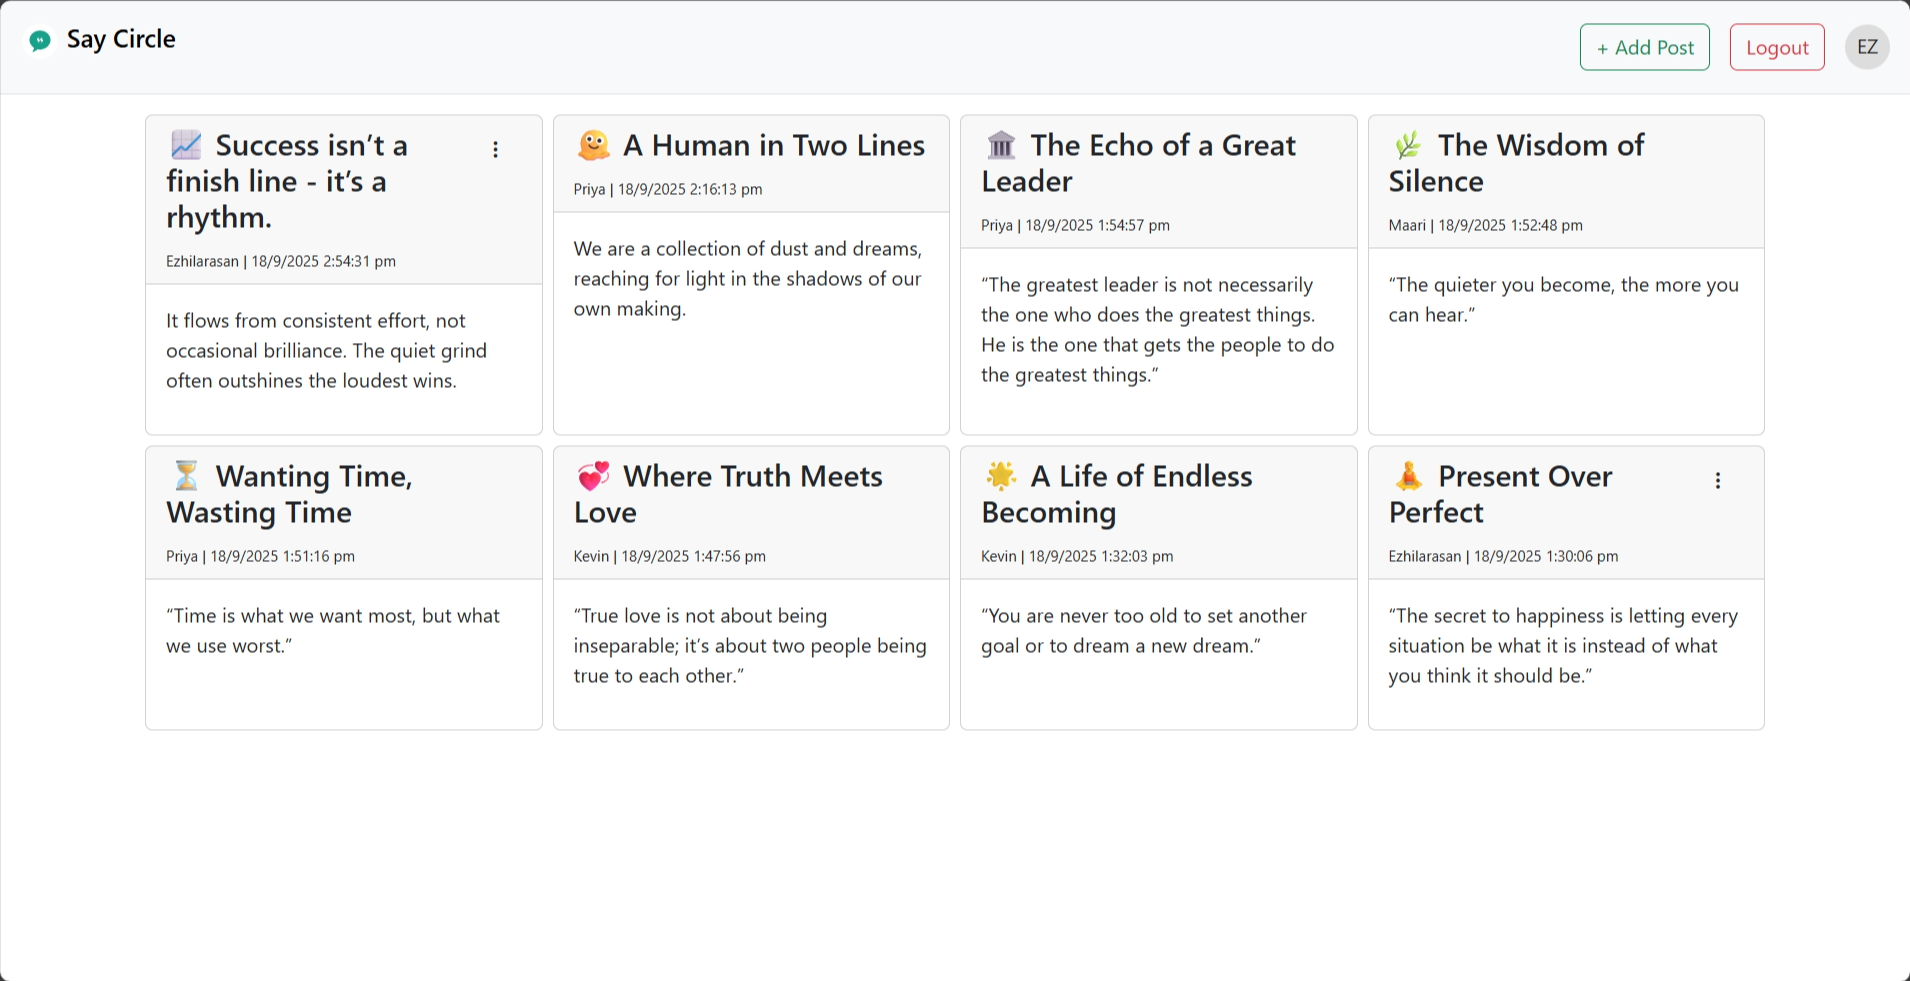 Say Circle
+ Add Post
Logout
EZ
📈 Success isn’t a
finish line - it’s a
rhythm.
Ezhilarasan | 18/9/2025 2:54:31 pm
It flows from consistent effort, not
occasional brilliance. The quiet grind
often outshines the loudest wins.
🫠 A Human in Two Lines
Priya | 18/9/2025 2:16:13 pm
We are a collection of dust and dreams,
reaching for light in the shadows of our
own making.
🏛️ The Echo of a Great
Leader
Priya | 18/9/2025 1:54:57 pm
“The greatest leader is not necessarily
the one who does the greatest things.
He is the one that gets the people to do
the greatest things.”
🌿 The Wisdom of
Silence
Maari | 18/9/2025 1:52:48 pm
“The quieter you become, the more you
can hear.”
⏳ Wanting Time,
Wasting Time
Priya | 18/9/2025 1:51:16 pm
“Time is what we want most, but what
we use worst.”
💞 Where Truth Meets
Love
Kevin | 18/9/2025 1:47:56 pm
“True love is not about being
inseparable; it’s about two people being
true to each other.”
🌟 A Life of Endless
Becoming
Kevin | 18/9/2025 1:32:03 pm
“You are never too old to set another
goal or to dream a new dream.”
🧘 Present Over
Perfect
Ezhilarasan | 18/9/2025 1:30:06 pm
“The secret to happiness is letting every
situation be what it is instead of what
you think it should be.”